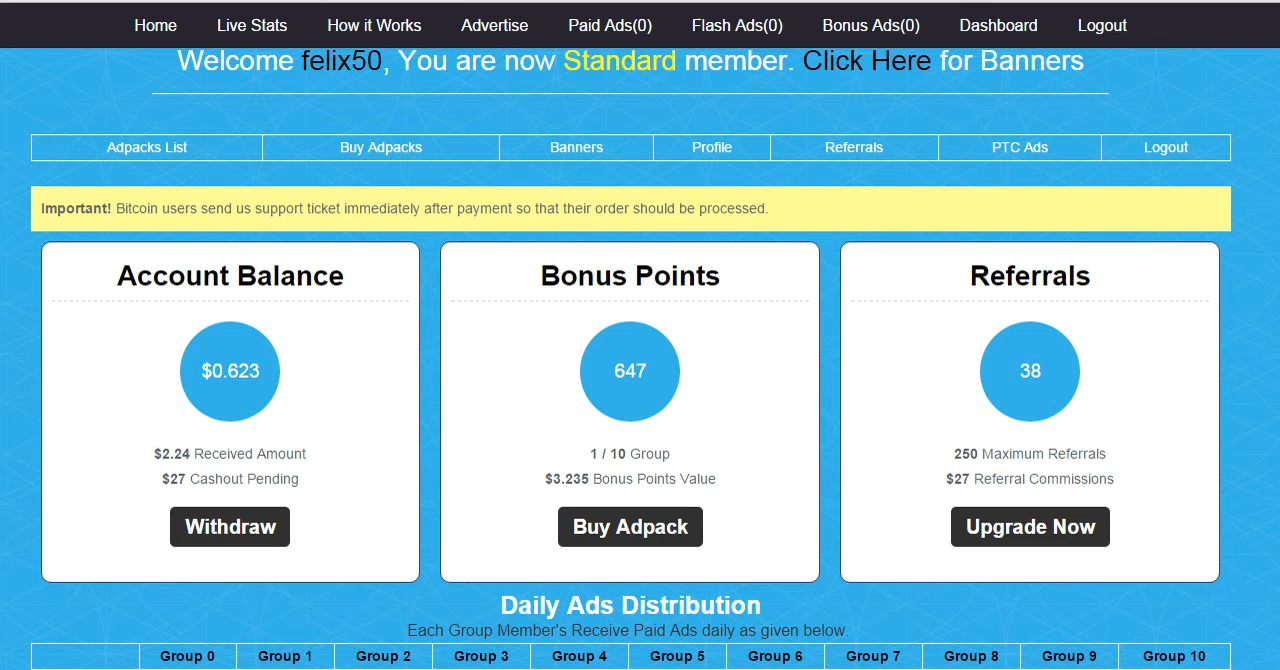 Home Live Stats How it Works Advertise Paid Ads(0) Flash Ads(0) Bonus Ads(0) Dashboard Logout
Welcome felix50, You are now Standard member. Click Here for Banners
Adpacks List Buy Adpacks Banners Profile Referrals PTC Ads Logout
Important! Bitcoin users send us support ticket immediately after payment so that their order should be processed.
Account Balance
$0.623
$2.24 Received Amount
$27 Cashout Pending
Withdraw
Bonus Points
647
1 / 10 Group
$3.235 Bonus Points Value
Buy Adpack
Referrals
38
250 Maximum Referrals
$27 Referral Commissions
Upgrade Now
Daily Ads Distribution
Each Group Member's Receive Paid Ads daily as given below.
Group 0 Group 1 Group 2 Group 3 Group 4 Group 5 Group 6 Group 7 Group 8 Group 9 Group 10